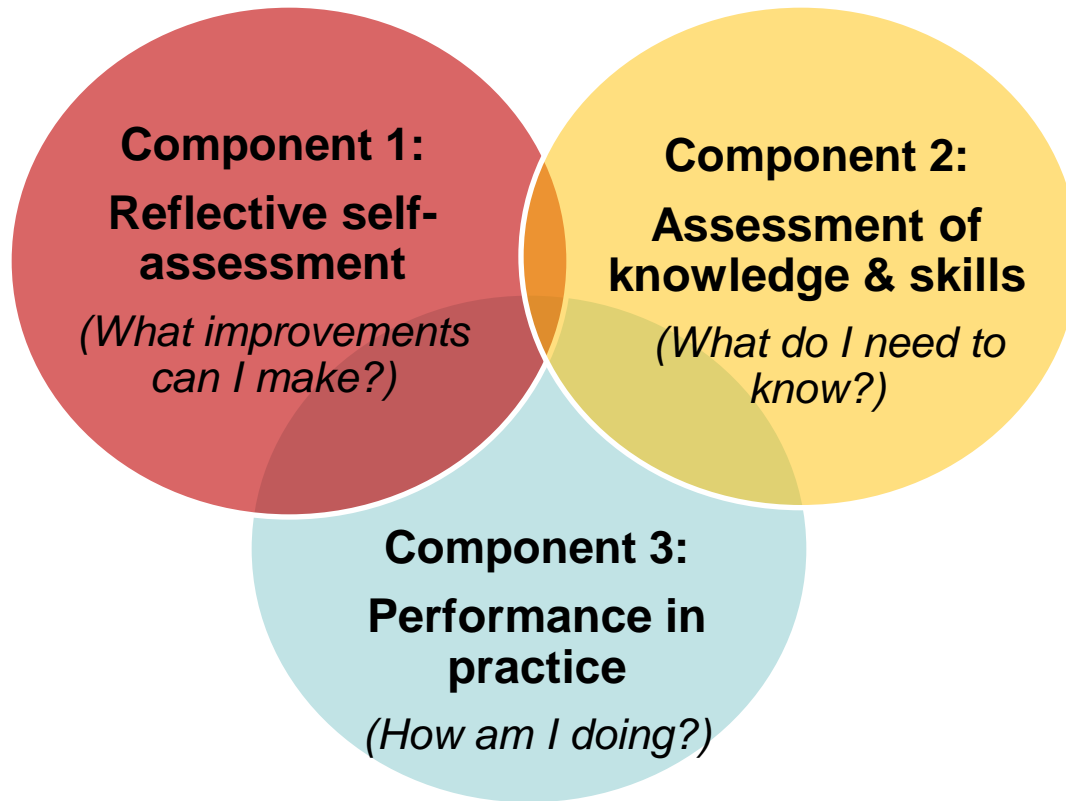 Component 1:
Reflective self-
assessment
(What improvements
can I make?)
Component 2:
Assessment of
knowledge & skills
(What do I need to
know?)
Component 3:
Performance in
practice
(How am I doing?)